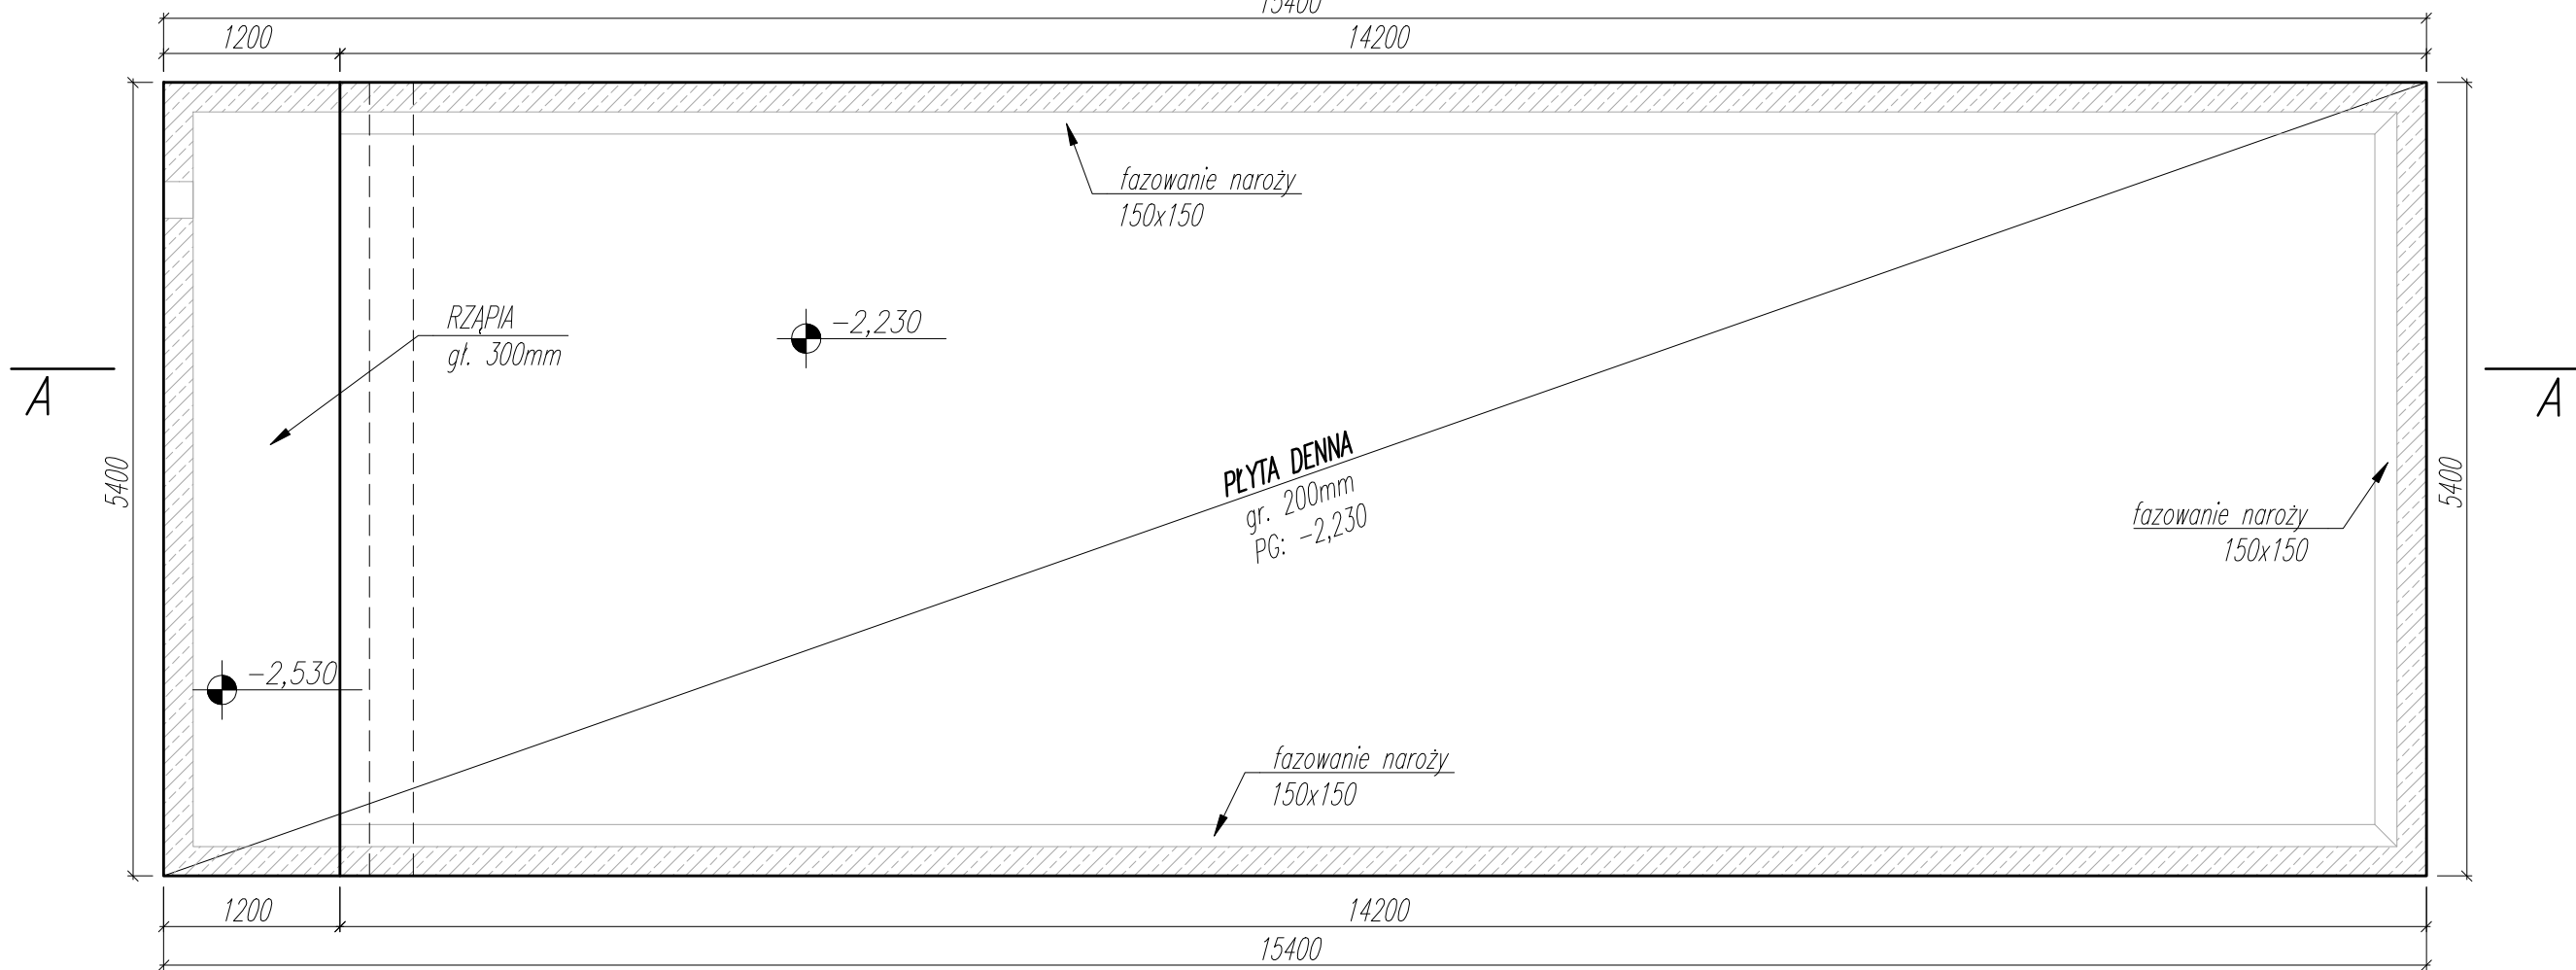 15400
1200
14200
fazowanie naroży
150x150
RZĄPIA
gł. 300mm
-2,230
A
A
5400
PŁYTA DENNA
gr. 200mm
PG: -2,230
5400
fazowanie naroży
150x150
-2,530
fazowanie naroży
150x150
1200
14200
15400